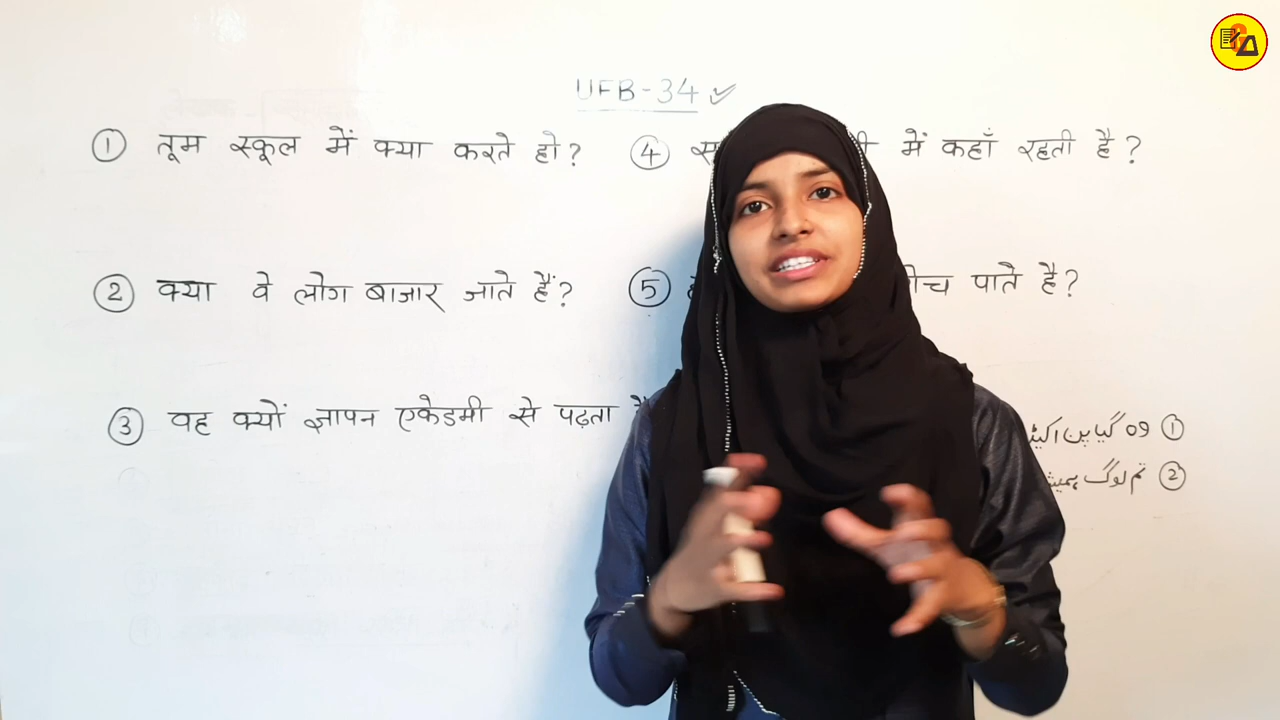 UFB-34
① तूम स्कूल में क्या करते हो?
② क्या वे लोग बाजार जाते हैं?
③ वह क्यों ज्ञापन एकेडमी से पढ़ता
④ में कहाँ रहती है?
⑤ पाते है?
① وہ گیاپن
② تم لوگ